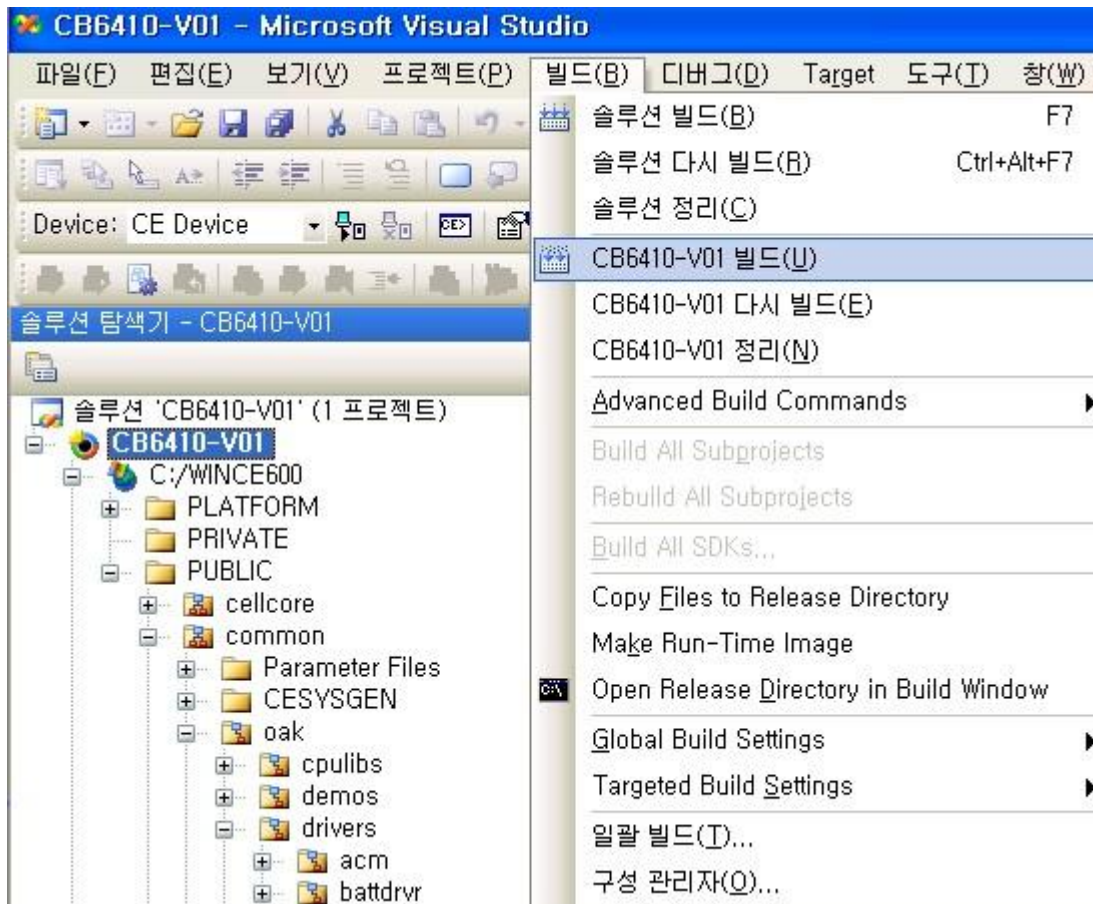 CB6410-V01 - Microsoft Visual Studio
파일(F) 편집(E) 보기(V) 프로젝트(P) 빌드(B) 디버그(D) Target 도구(T) 창(W)
Device: CE Device
솔루션 탐색기 - CB6410-V01
솔루션 'CB6410-V01' (1 프로젝트)
CB6410-V01
C:/WINCE600
PLATFORM
PRIVATE
PUBLIC
cellcore
common
Parameter Files
CESYSGEN
oak
cpulibs
demos
drivers
acm
battdrvr
솔루션 빌드(B) F7
솔루션 다시 빌드(R) Ctrl+Alt+F7
솔루션 정리(C)
CB6410-V01 빌드(U)
CB6410-V01 다시 빌드(E)
CB6410-V01 정리(N)
Advanced Build Commands
Build All Subprojects
Rebuild All Subprojects
Build All SDKs...
Copy Files to Release Directory
Make Run-Time Image
Open Release Directory in Build Window
Global Build Settings
Targeted Build Settings
일괄 빌드(T)...
구성 관리자(O)...